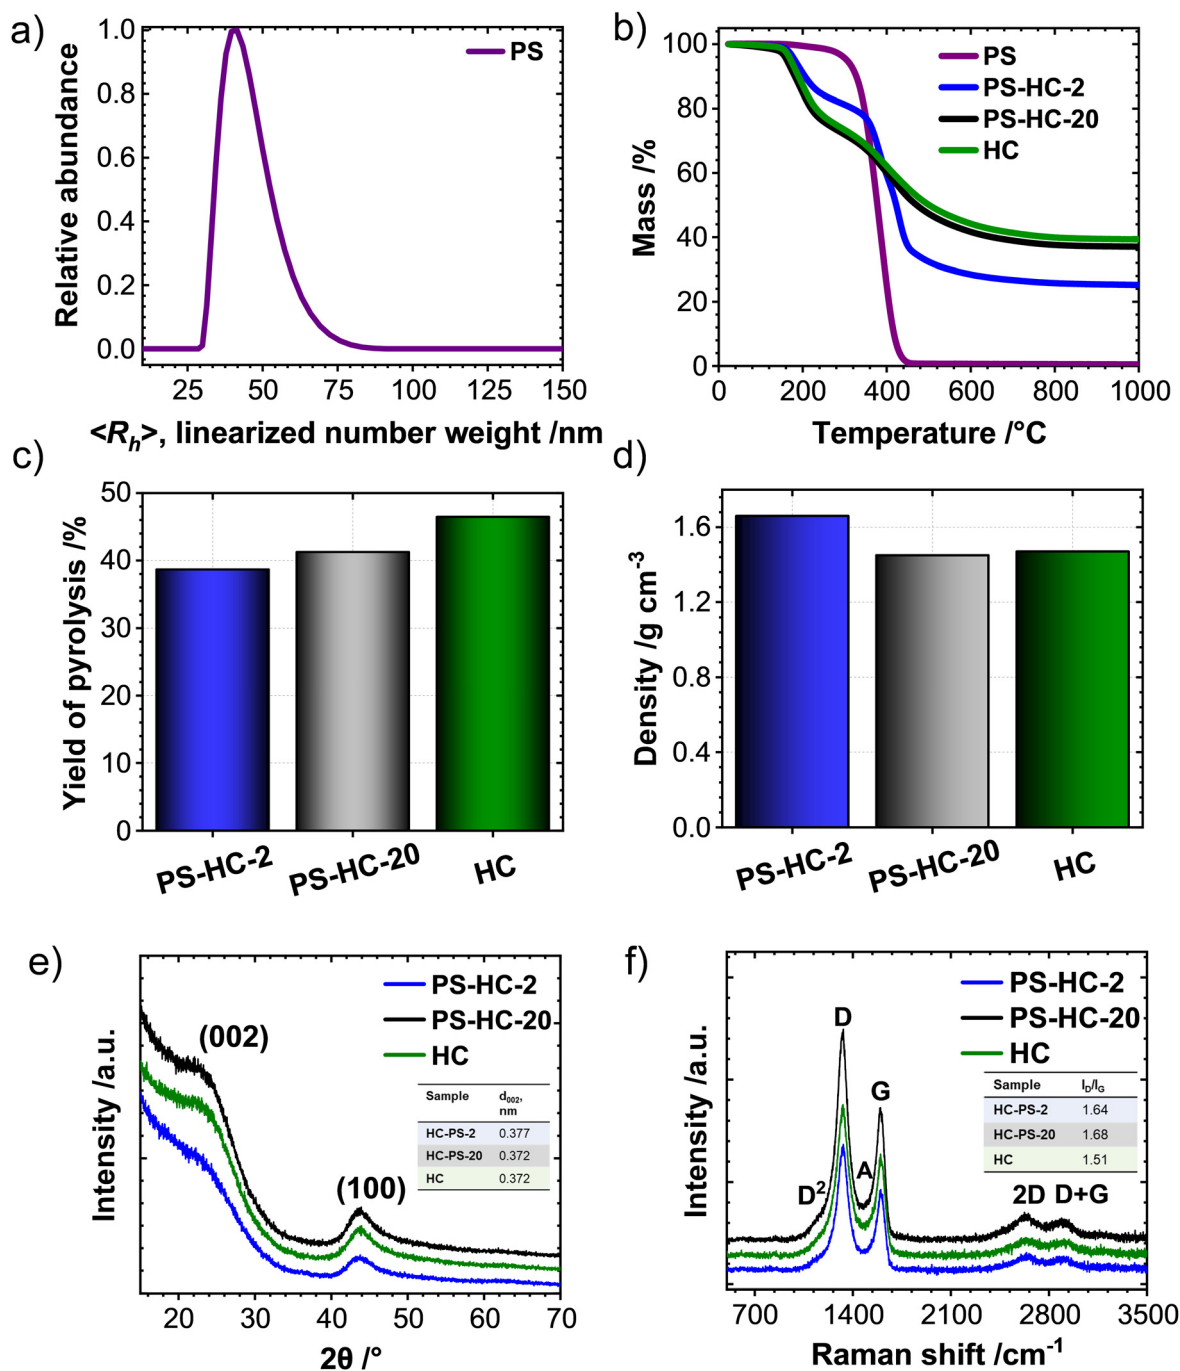 a)
1.0
0.8
0.6
0.4
0.2
0.0
Relative abundance
PS
25 50 75 100 125 150
<Rₕ>, linearized number weight /nm
b)
100
80
60
40
20
0
Mass /%
PS
PS-HC-2
PS-HC-20
HC
0 200 400 600 800 1000
Temperature /°C
c)
50
40
30
20
10
0
Yield of pyrolysis /%
PS-HC-2 PS-HC-20 HC
d)
1.6
1.2
0.8
0.4
0.0
Density /g cm⁻³
PS-HC-2 PS-HC-20 HC
e)
Intensity /a.u.
PS-HC-2
PS-HC-20
HC
(002)
(100)
Sample d₀₀₂,
nm
HC-PS-2 0.377
HC-PS-20 0.372
HC 0.372
20 30 40 50 60 70
2θ /°
f)
Intensity /a.u.
PS-HC-2
PS-HC-20
HC
D
G
A
D²
2D D+G
Sample I_D/I_G
HC-PS-2 1.64
HC-PS-20 1.68
HC 1.51
700 1400 2100 2800 3500
Raman shift /cm⁻¹